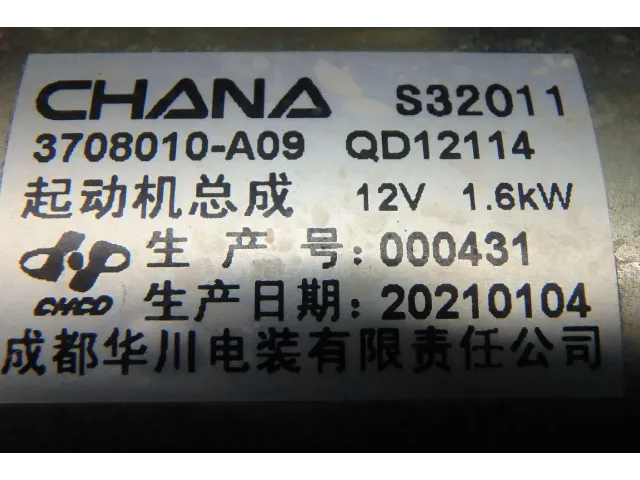 CHANA S32011
3708010-A09 QD12114
起动机总成 12V 1.6kW
生产号:000431
CHCD 生产日期:20210104
成都华川电装有限责任公司